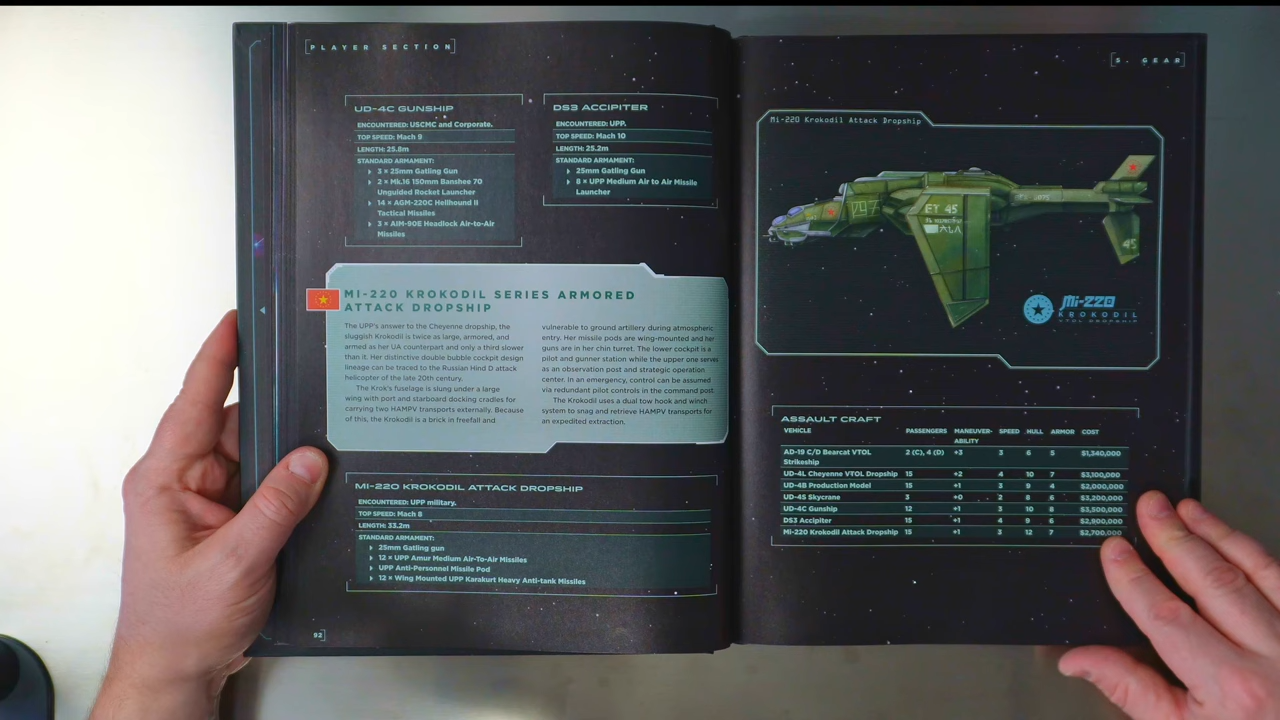 [PLAYER SECTION]
UD-4C GUNSHIP
ENCOUNTERED: USCMC and Corporate.
TOP SPEED: Mach 9
LENGTH: 25.8m
STANDARD ARMAMENT:
3 × 25mm Gatling Gun
2 × Mk.16 150mm Banshee 70
Unguided Rocket Launcher
14 × AGM-220C Hellhound II
Tactical Missiles
3 × AIM-90E Headlock Air-to-Air
Missiles
DS3 ACCIPITER
ENCOUNTERED: UPP.
TOP SPEED: Mach 10
LENGTH: 25.2m
STANDARD ARMAMENT:
25mm Gatling Gun
8 × UPP Medium Air to Air Missile
Launcher
MI-220 KROKODIL SERIES ARMORED
ATTACK DROPSHIP
The UPP's answer to the Cheyenne dropship, the
sluggish Krokodil is twice as large, armored, and
armed as her UA counterpart and only a third slower
than it. Her distinctive double bubble cockpit design
lineage can be traced to the Russian Hind D attack
helicopter of the late 20th century.
The Krok's fuselage is slung under a large
wing with port and starboard docking cradles for
carrying two HAMPV transports externally. Because
of this, the Krokodil is a brick in freefall and
vulnerable to ground artillery during atmospheric
entry. Her missile pods are wing-mounted and her
guns are in her chin turret. The lower cockpit is a
pilot and gunner station while the upper one serves
as an observation post and strategic operation
center. In an emergency, control can be assumed
via redundant pilot controls in the command post.
The Krokodil uses a dual tow hook and winch
system to snag and retrieve HAMPV transports for
an expedited extraction.
MI-220 KROKODIL ATTACK DROPSHIP
ENCOUNTERED: UPP military.
TOP SPEED: Mach 8
LENGTH: 33.2m
STANDARD ARMAMENT:
25mm Gatling gun
12 × UPP Amur Medium Air-To-Air Missiles
UPP Anti-Personnel Missile Pod
12 × Wing Mounted UPP Karakurt Heavy Anti-tank Missiles
92
[5. GEAR]
Mi-220 Krokodil Attack Dropship
V97
EY 45
45
Mi-220
KROKODIL
VTOL DROPSHIP
ASSAULT CRAFT
VEHICLE PASSENGERS MANEUVER- SPEED HULL ARMOR COST
ABILITY
AD-19 C/D Bearcat VTOL 2 (C), 4 (D) +3 3 6 5 $1,340,000
Strikeship
UD-4L Cheyenne VTOL Dropship 15 +2 4 10 7 $3,100,000
UD-4B Production Model 15 +1 3 9 4 $2,000,000
UD-4S Skycrane 3 +0 2 8 6 $3,200,000
UD-4C Gunship 12 +1 3 10 8 $3,500,000
DS3 Accipiter 15 +1 4 9 6 $2,900,000
Mi-220 Krokodil Attack Dropship 15 +1 3 12 7 $2,700,000